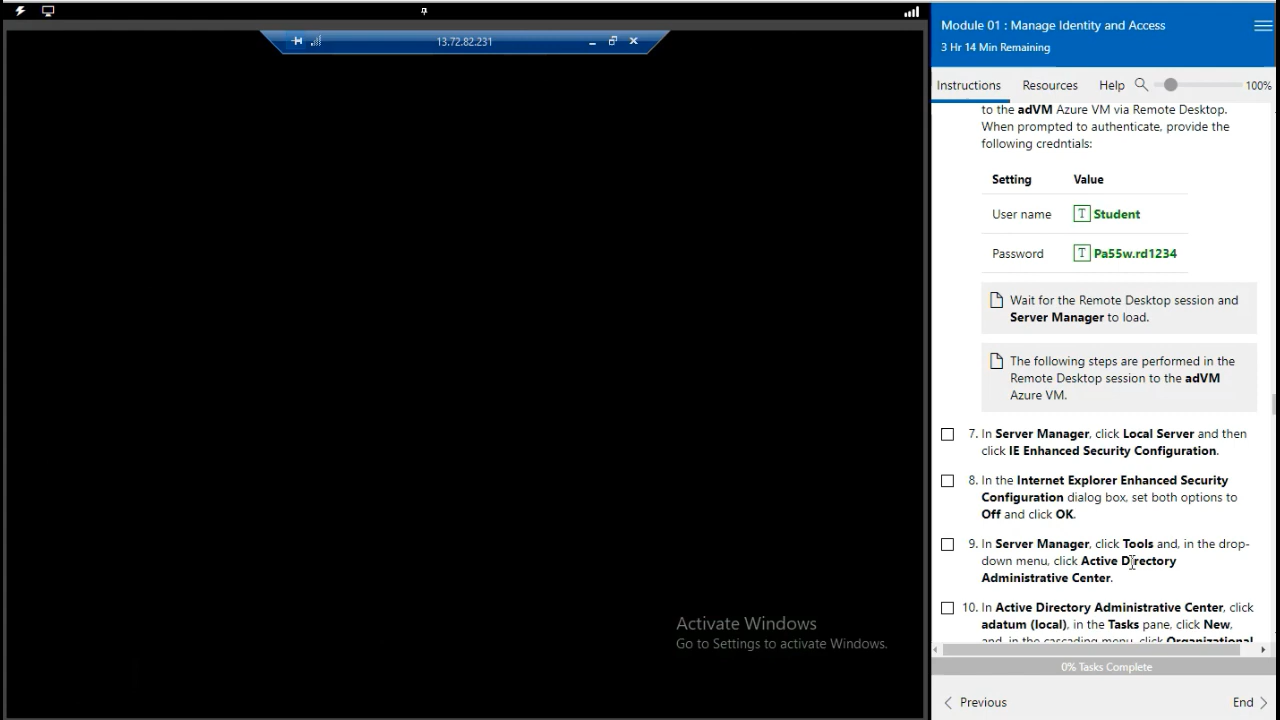 13.72.82.231
Activate Windows
Go to Settings to activate Windows.
Module 01 : Manage Identity and Access
3 Hr 14 Min Remaining
Instructions Resources Help 100%
to the adVM Azure VM via Remote Desktop.
When prompted to authenticate, provide the
following credntials:
Setting Value
User name T Student
Password T Pa55w.rd1234
Wait for the Remote Desktop session and
Server Manager to load.
The following steps are performed in the
Remote Desktop session to the adVM
Azure VM.
7. In Server Manager, click Local Server and then
click IE Enhanced Security Configuration.
8. In the Internet Explorer Enhanced Security
Configuration dialog box, set both options to
Off and click OK.
9. In Server Manager, click Tools and, in the drop-
down menu, click Active Directory
Administrative Center.
10. In Active Directory Administrative Center, click
adatum (local), in the Tasks pane, click New,
and, in the cascading menu, click Organizational
0% Tasks Complete
Previous End